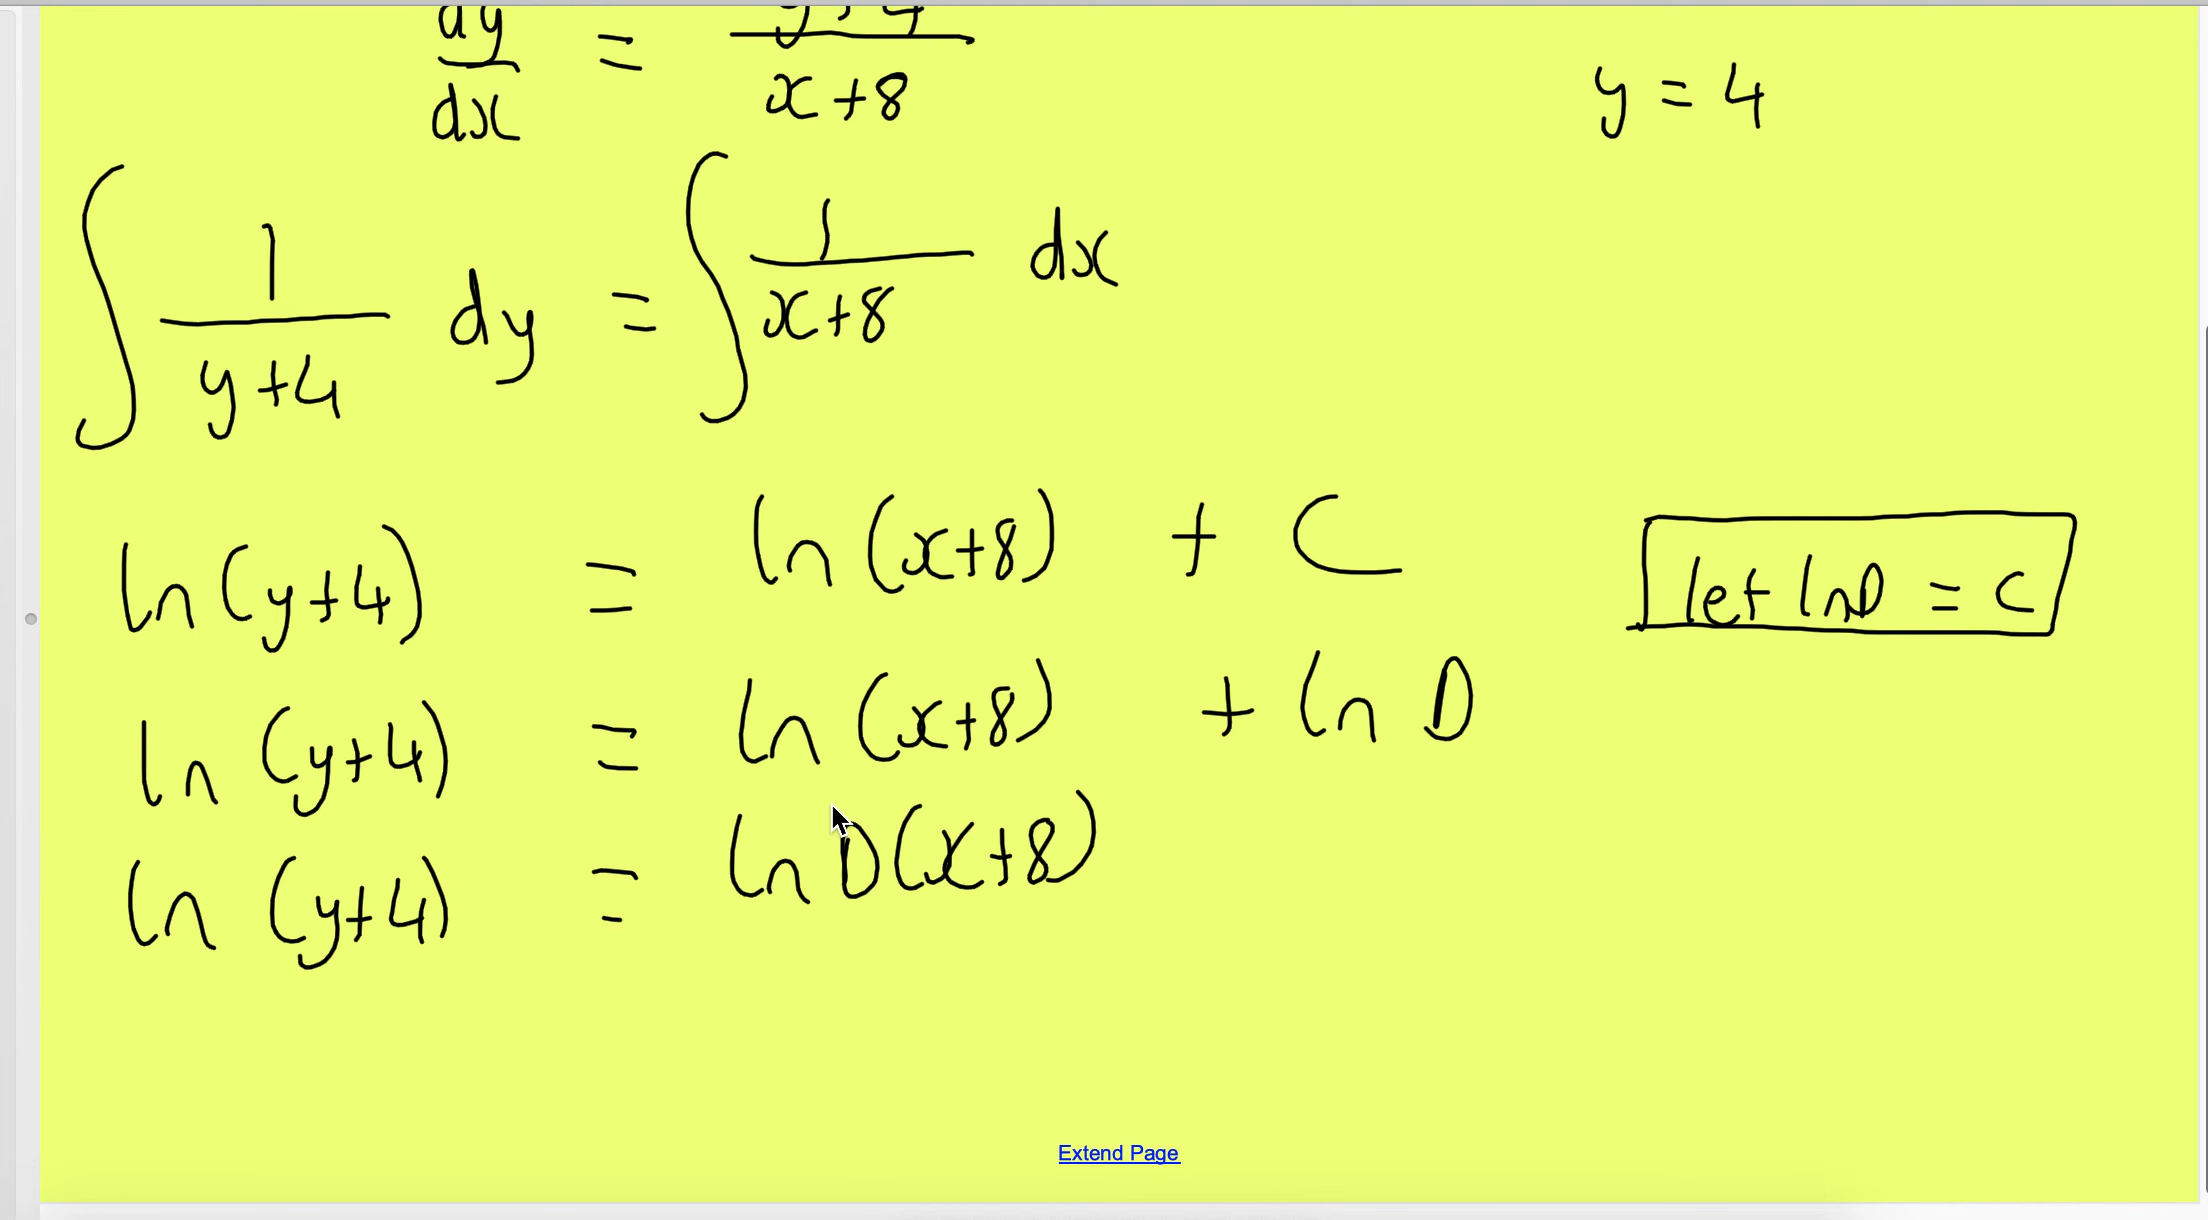 dy/dx = y+4/x+8
y = 4
∫ 1/y+4 dy = ∫ 1/x+8 dx
ln(y+4) = ln(x+8) + C
let lnD = C
ln(y+4) = ln(x+8) + ln D
ln(y+4) = ln D(x+8)
Extend Page